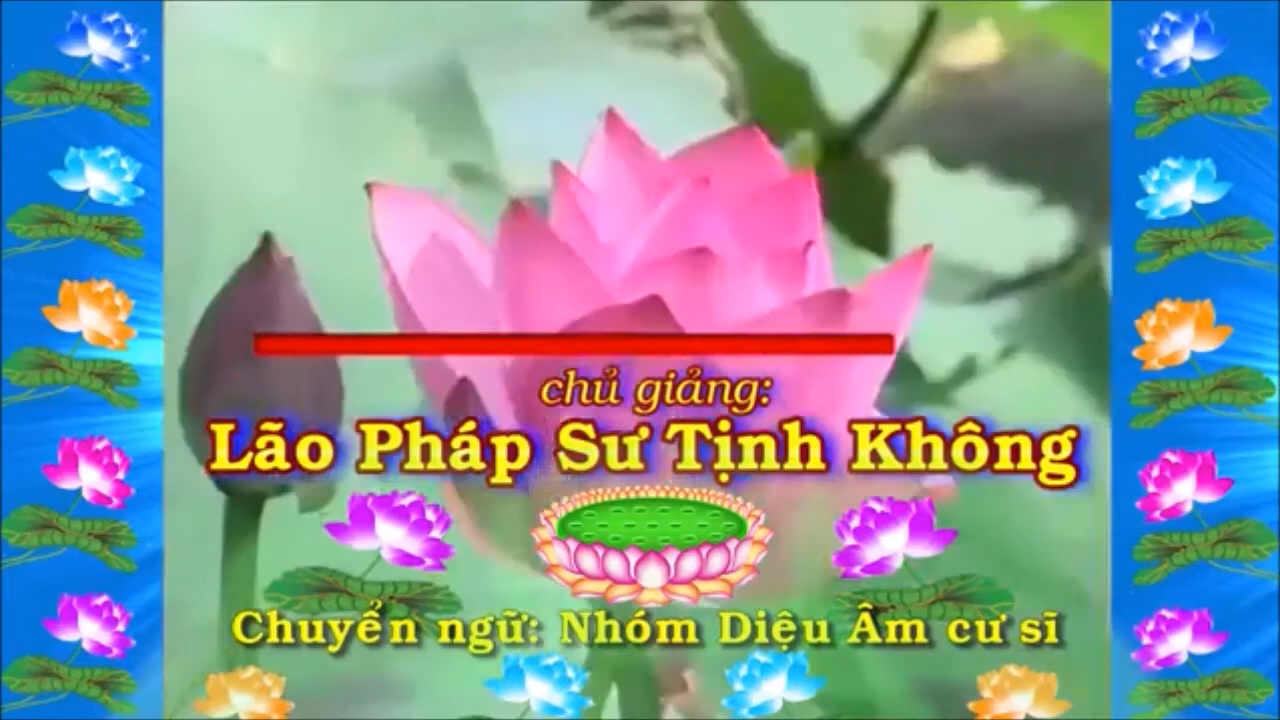 chủ giảng:
Lão Pháp Sư Tịnh Không
Chuyển ngữ: Nhóm Diệu Âm cư sĩ